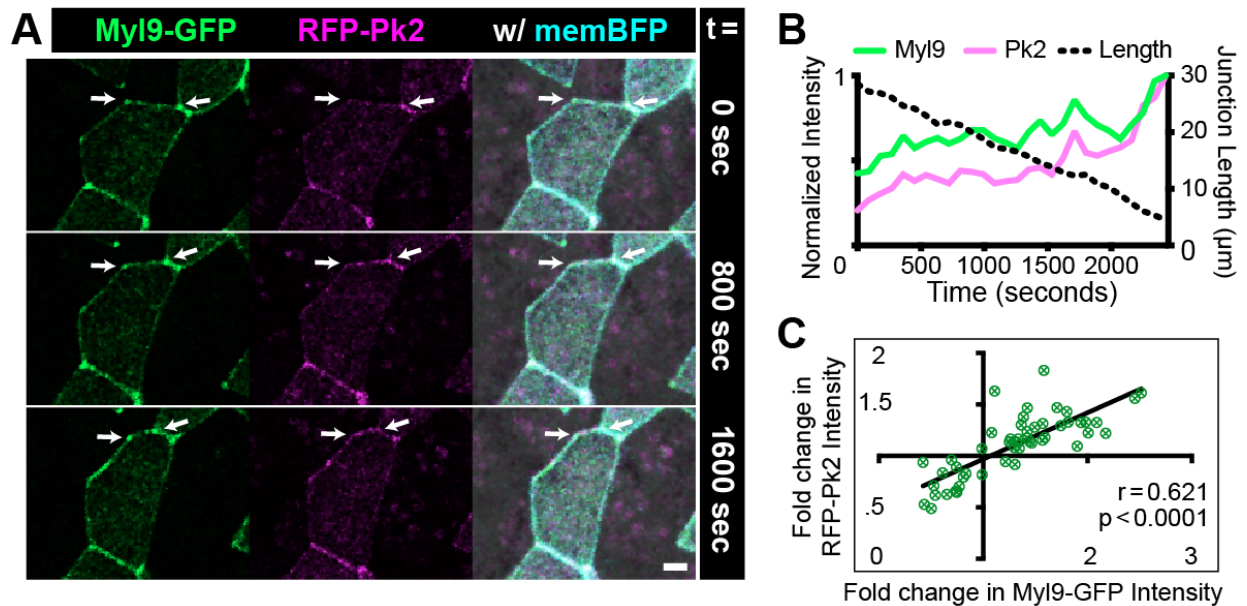 A
Myl9-GFP RFP-Pk2 w/ memBFP t =
0 sec
800 sec
1600 sec
B
Myl9 Pk2 Length
Normalized Intensity
1
30
20
10
0
Junction Length (μm)
0 500 1000 1500 2000
Time (seconds)
C
Fold change in
RFP-Pk2 Intensity
2
1.5
.5
0
r = 0.621
p < 0.0001
2 3
Fold change in Myl9-GFP Intensity